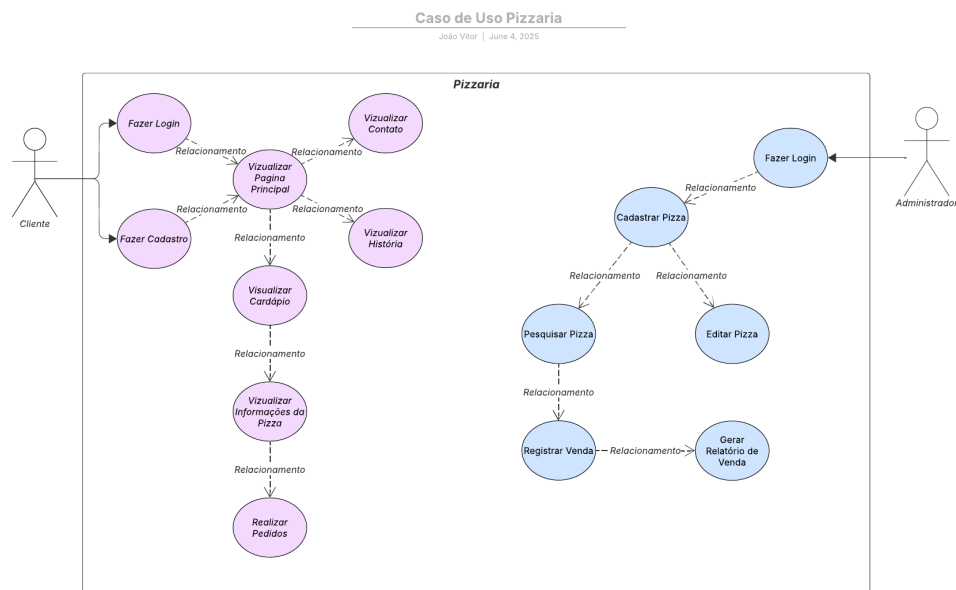 Caso de Uso Pizzaria
João Vitor | June 4, 2025
Pizzaria
Cliente
Fazer Login
Relacionamento
Fazer Cadastro
Relacionamento
Vizualizar
Pagina
Principal
Relacionamento
Vizualizar
Contato
Relacionamento
Vizualizar
História
Relacionamento
Visualizar
Cardápio
Relacionamento
Vizualizar
Informações da
Pizza
Relacionamento
Realizar
Pedidos
Administrador
Fazer Login
Relacionamento
Cadastrar Pizza
Relacionamento
Relacionamento
Pesquisar Pizza
Editar Pizza
Relacionamento
Registrar Venda
Relacionamento
Gerar
Relatório de
Venda